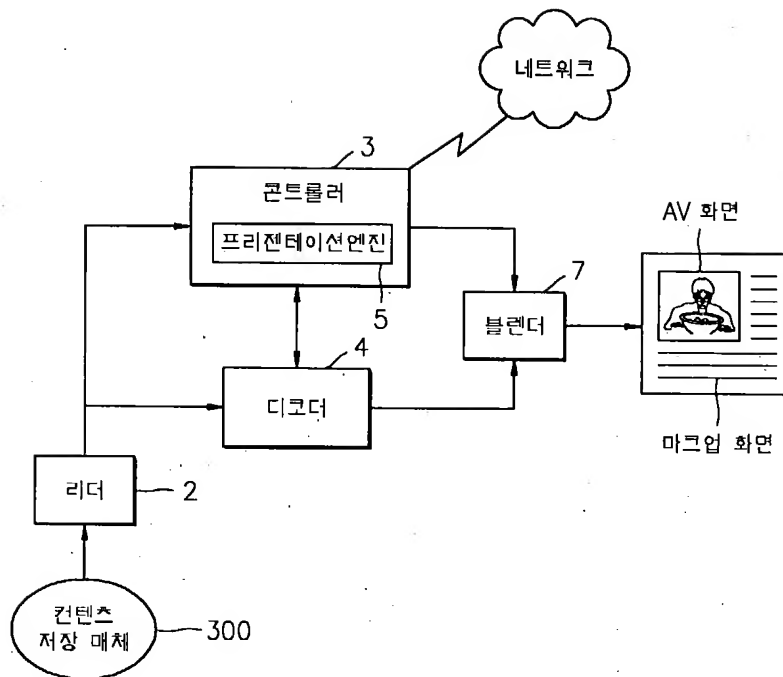 네트워크
3
콘트롤러
프리젠테이션엔진
5
AV 화면
7
블렌더
4
디코더
마크업 화면
리더
2
컨텐츠
저장 매체
300